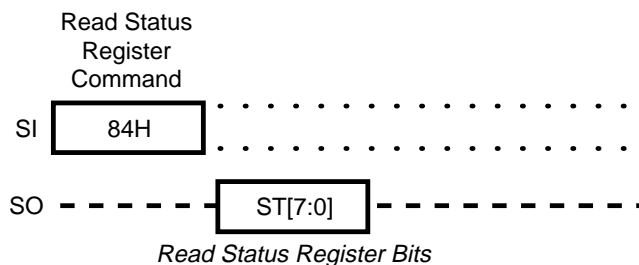 Read Status
Register
Command
SI
84H
SO
ST[7:0]
Read Status Register Bits